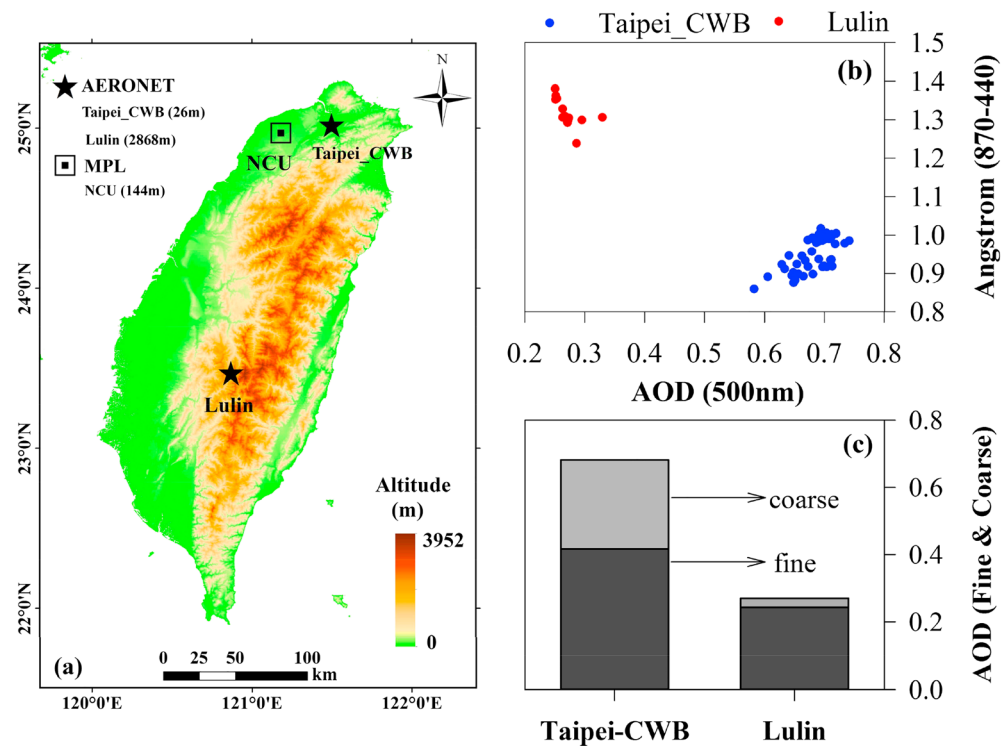 N
AERONET
Taipei_CWB (26m)
Lulin (2868m)
MPL
NCU (144m)
NCU
Taipei_CWB
Lulin
25°0'N
24°0'N
23°0'N
22°0'N
Altitude
(m)
3952
0
(a)
0 25 50 100
km
120°0'E 121°0'E 122°0'E
Taipei_CWB Lulin
(b)
1.5
1.4
1.3
1.2
1.1
1.0
0.9
0.8
Angstrom (870-440)
0.2 0.3 0.4 0.5 0.6 0.7 0.8
AOD (500nm)
(c)
0.8
0.6
0.4
0.2
0.0
coarse
fine
AOD (Fine & Coarse)
Taipei-CWB Lulin